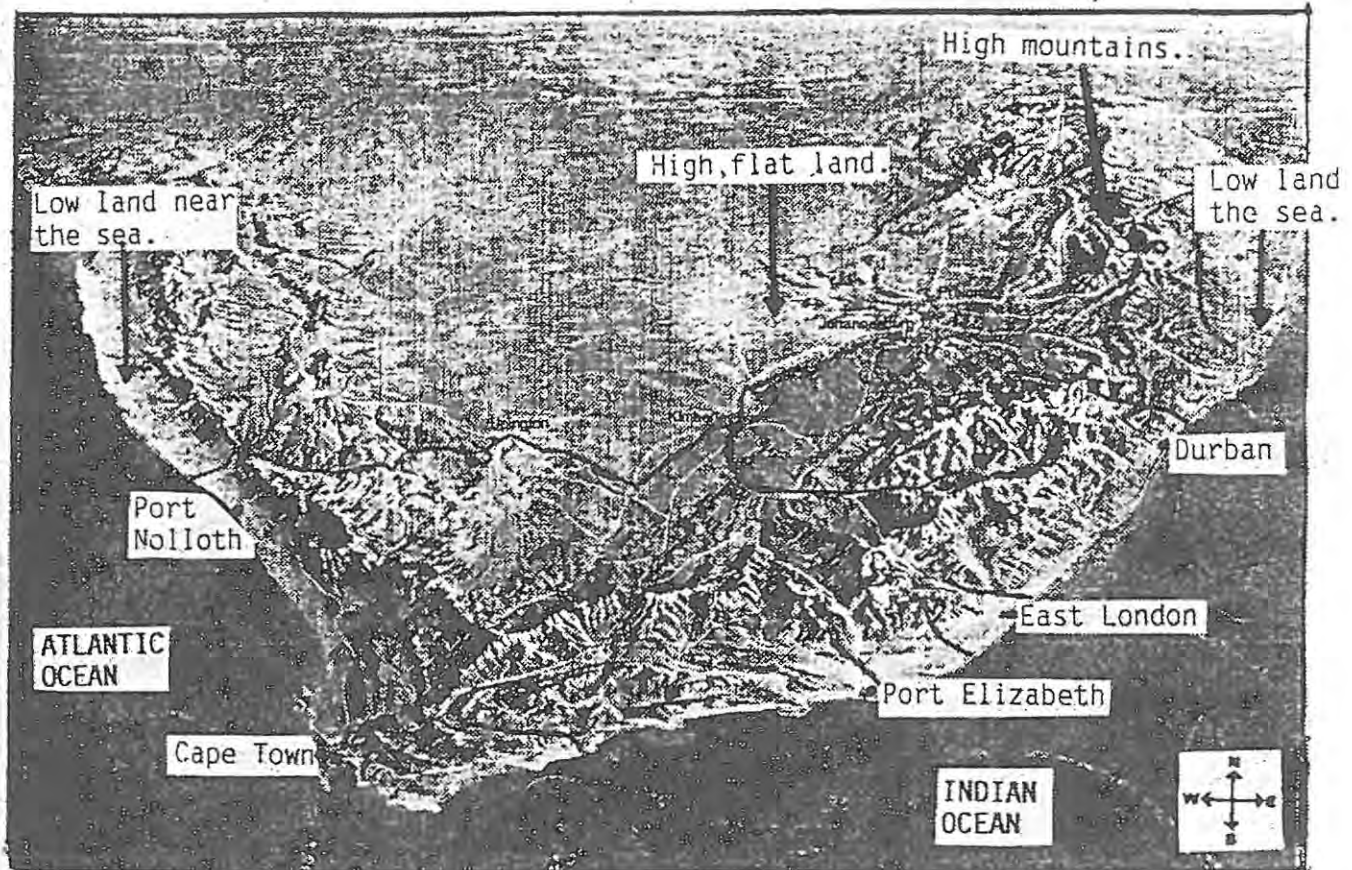 High mountains.
High, flat land.
Low land
the sea.
Low land near
the sea.
Durban
Port
Nolloth
East London
ATLANTIC
OCEAN
Port Elizabeth
Cape Town
INDIAN
OCEAN
N
W
S